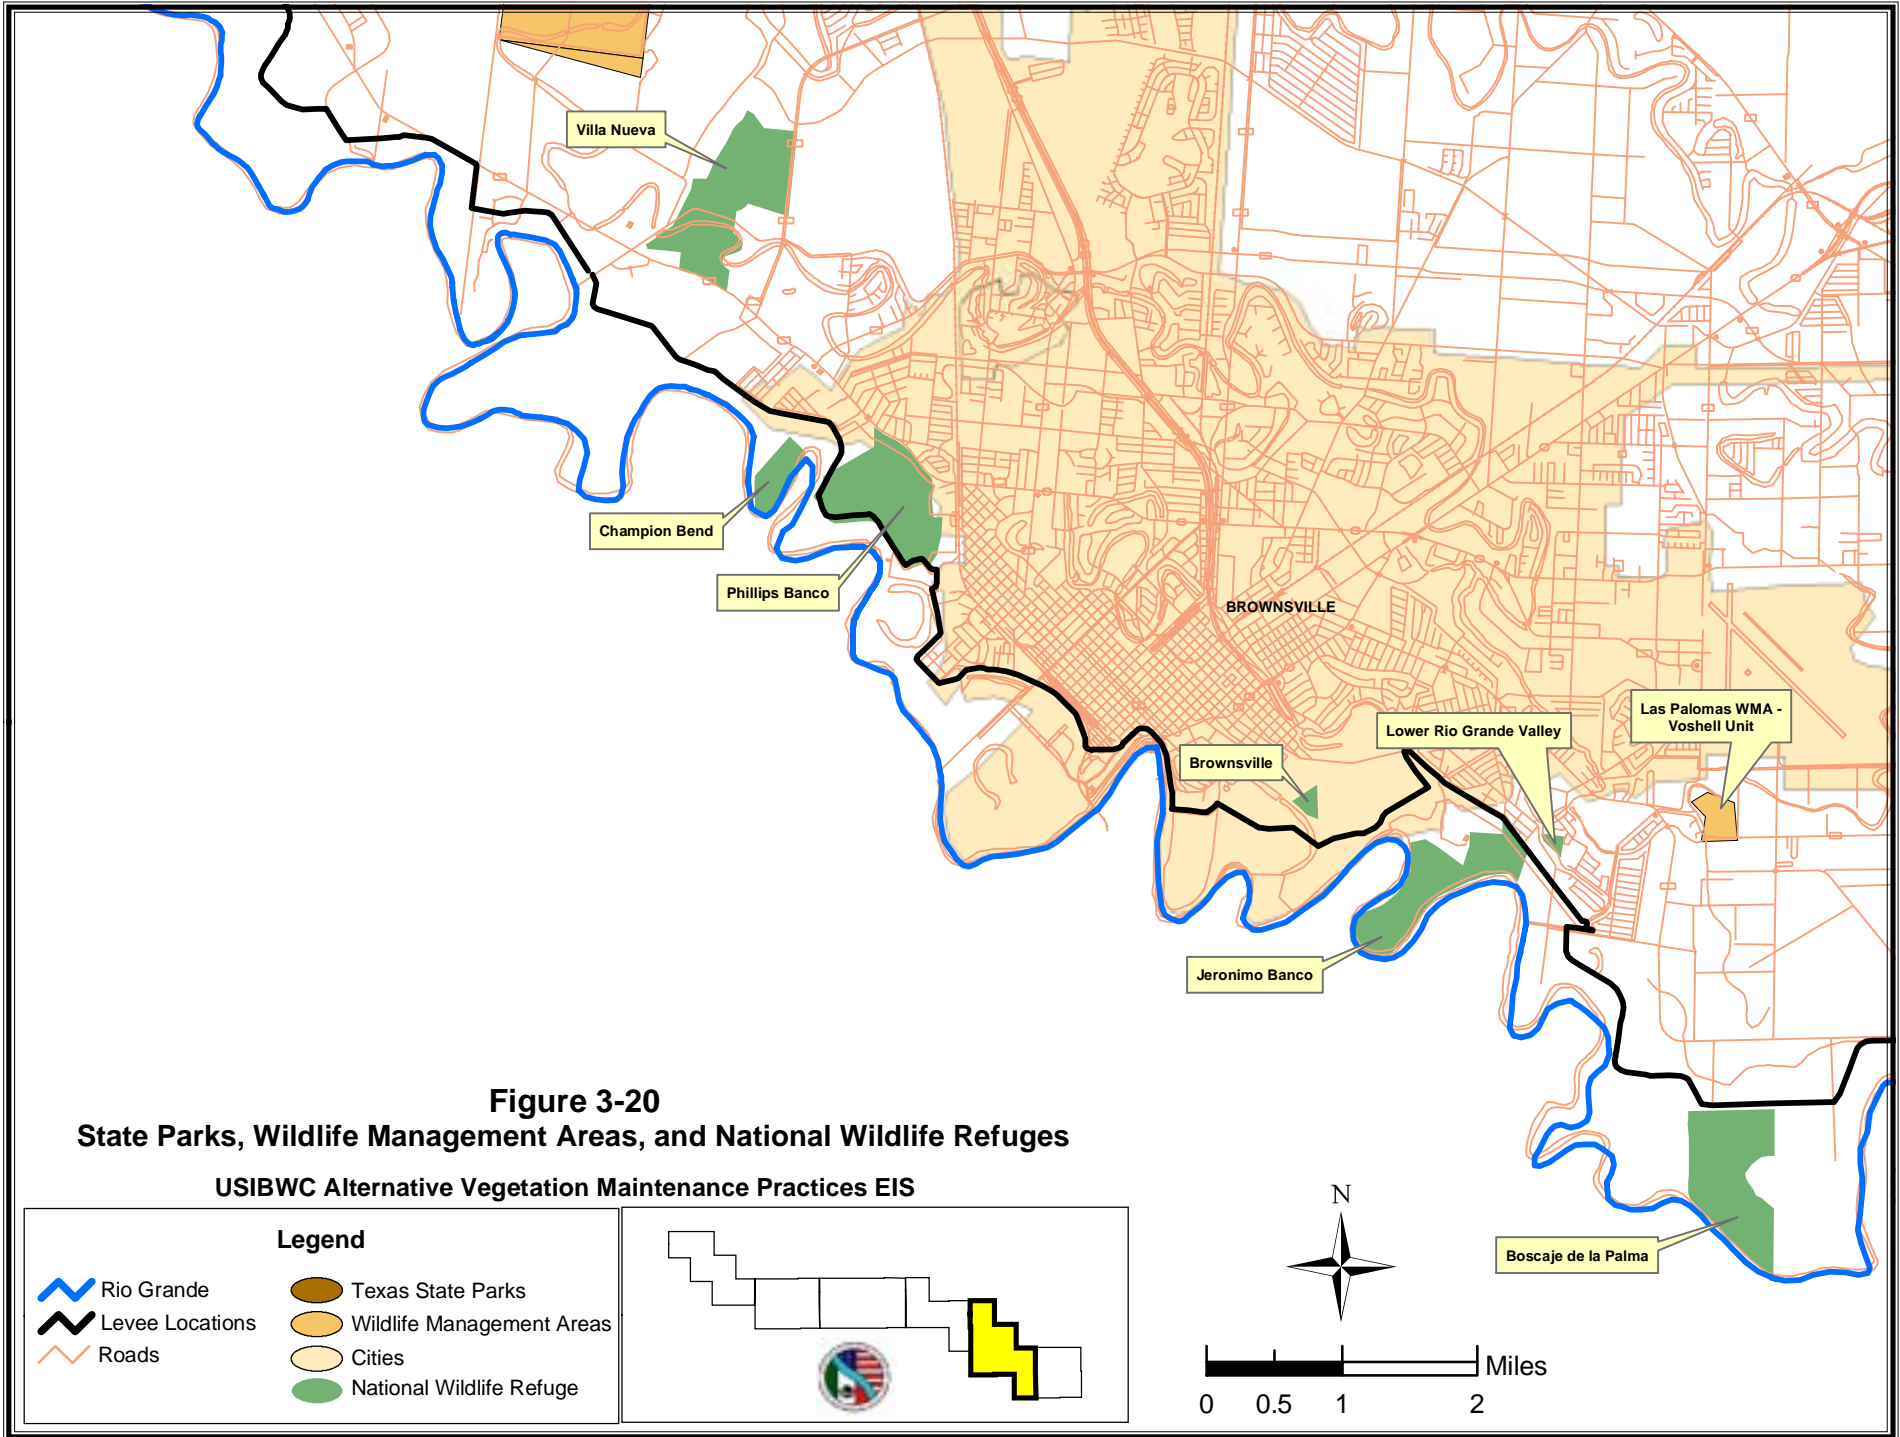 Villa Nueva
Champion Bend
Phillips Banco
BROWNSVILLE
Las Palomas WMA -
Voshell Unit
Lower Rio Grande Valley
Brownsville
Jeronimo Banco
Boscaje de la Palma
Figure 3-20
State Parks, Wildlife Management Areas, and National Wildlife Refuges
USIBWC Alternative Vegetation Maintenance Practices EIS
Legend
Rio Grande
Levee Locations
Roads
Texas State Parks
Wildlife Management Areas
Cities
National Wildlife Refuge
N
Miles
0 0.5 1 2